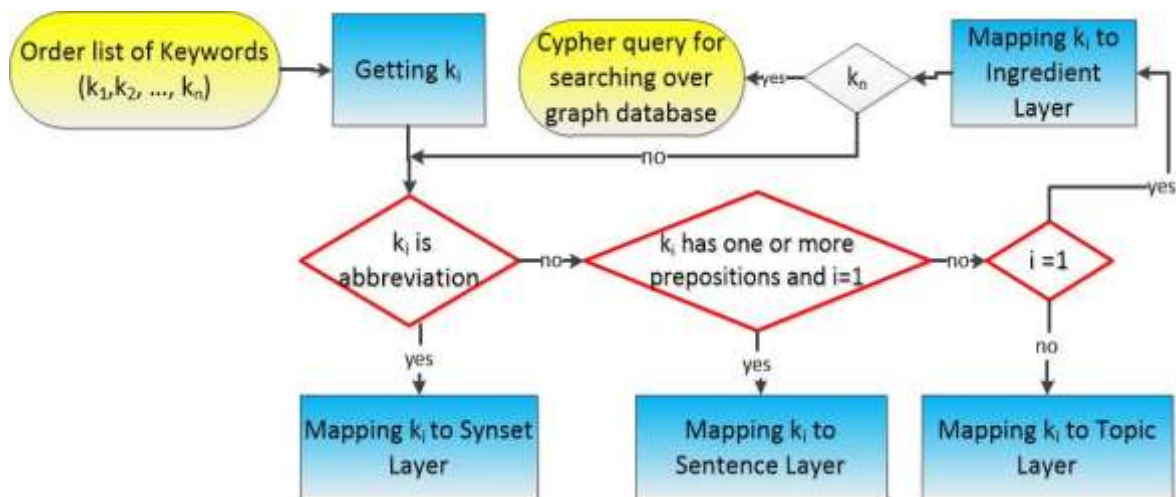 Order list of Keywords
(k₁,k₂, ..., kₙ)
Getting kᵢ
Cypher query for
searching over
graph database
yes
kₙ
Mapping kᵢ to
Ingredient
Layer
no
yes
kᵢ is
abbreviation
no
kᵢ has one or more
prepositions and i=1
no
i =1
yes
yes
no
Mapping kᵢ to Synset
Layer
Mapping kᵢ to
Sentence Layer
Mapping kᵢ to Topic
Layer